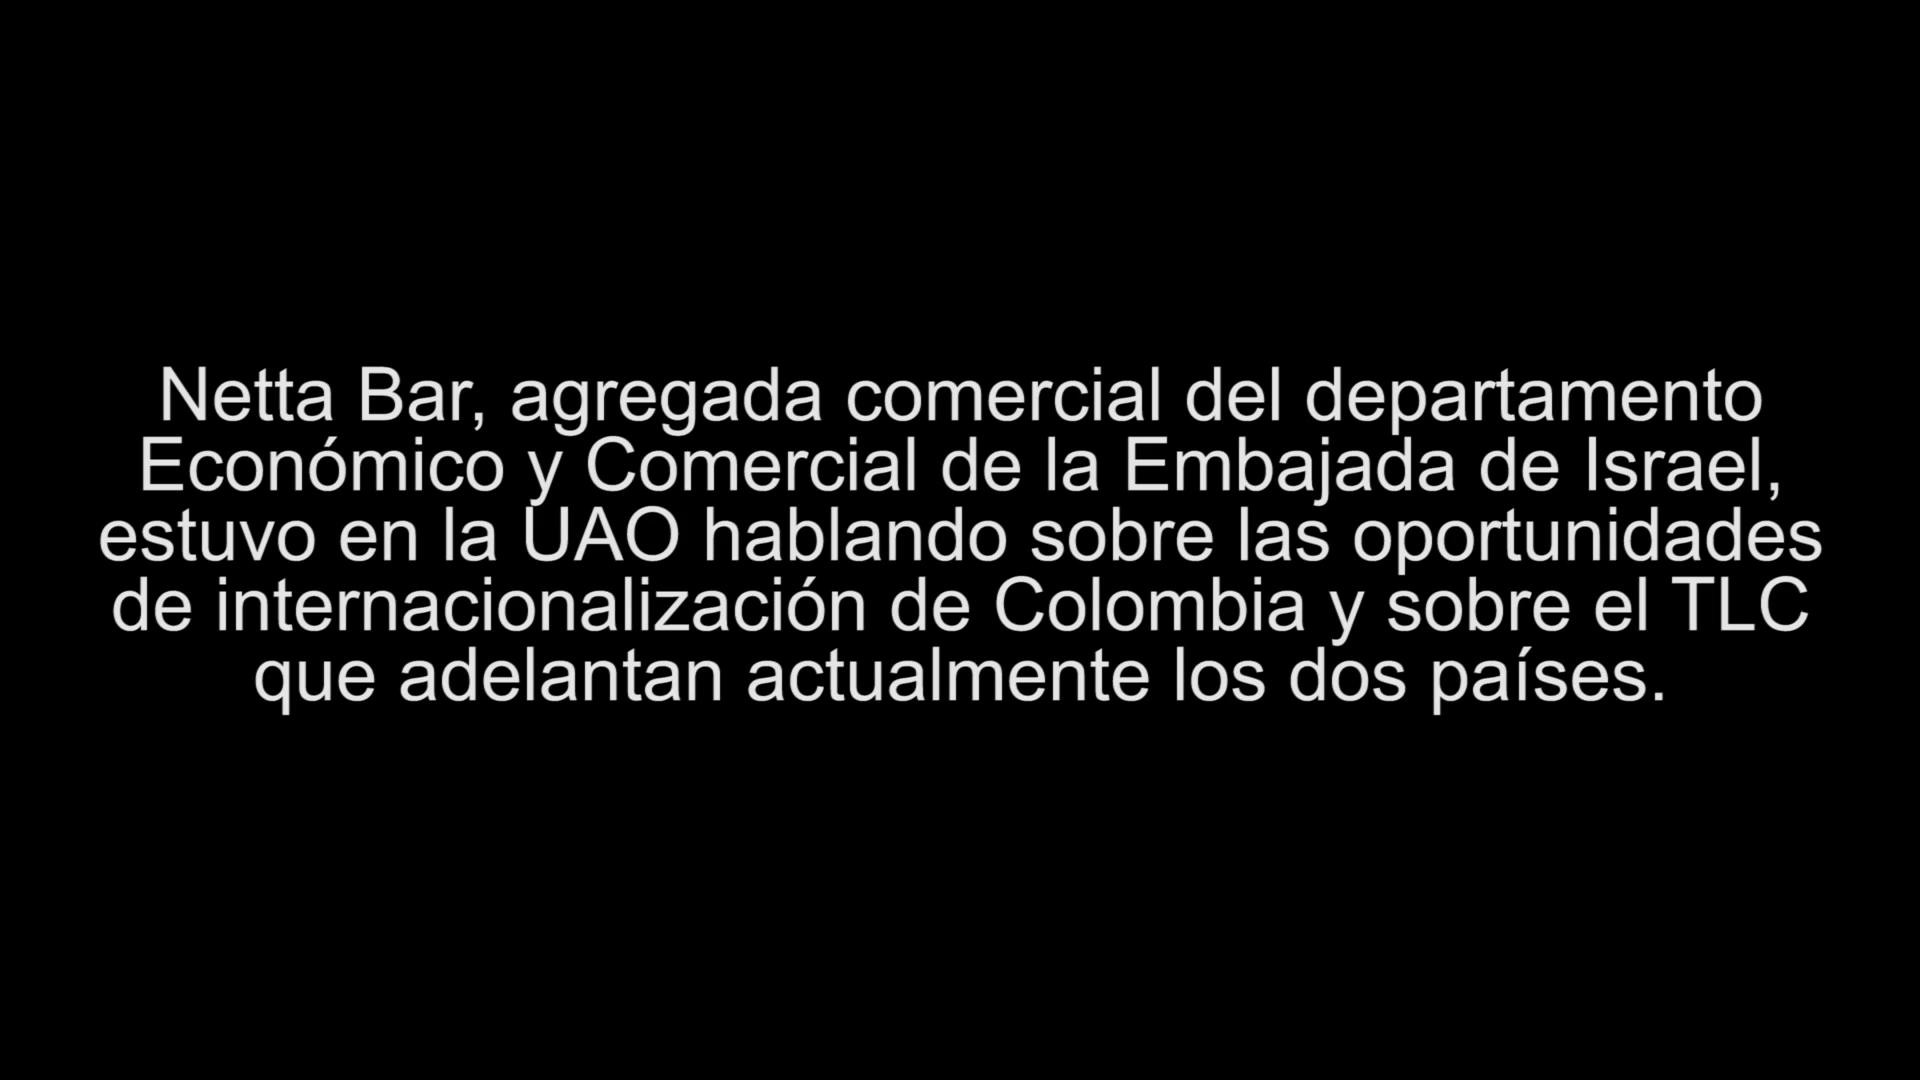 Netta Bar, agregada comercial del departamento
Económico y Comercial de la Embajada de Israel,
estuvo en la UAO hablando sobre las oportunidades
de internacionalización de Colombia y sobre el TLC
que adelantan actualmente los dos países.